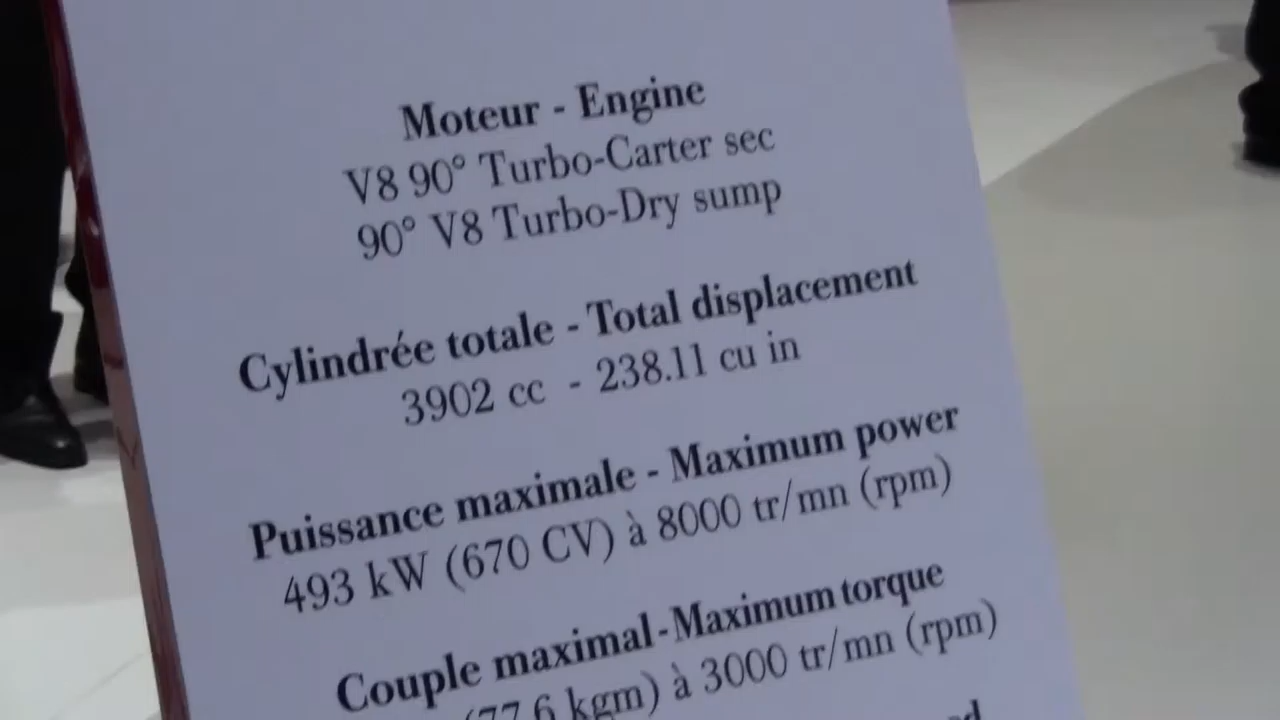 Moteur - Engine
V8 90° Turbo-Carter sec
90° V8 Turbo-Dry sump
Cylindrée totale - Total displacement
3902 cc - 238.11 cu in
Puissance maximale - Maximum power
493 kW (670 CV) à 8000 tr/mn (rpm)
Couple maximal-Maximum torque
(77,6 kgm) à 3000 tr/mn (rpm)